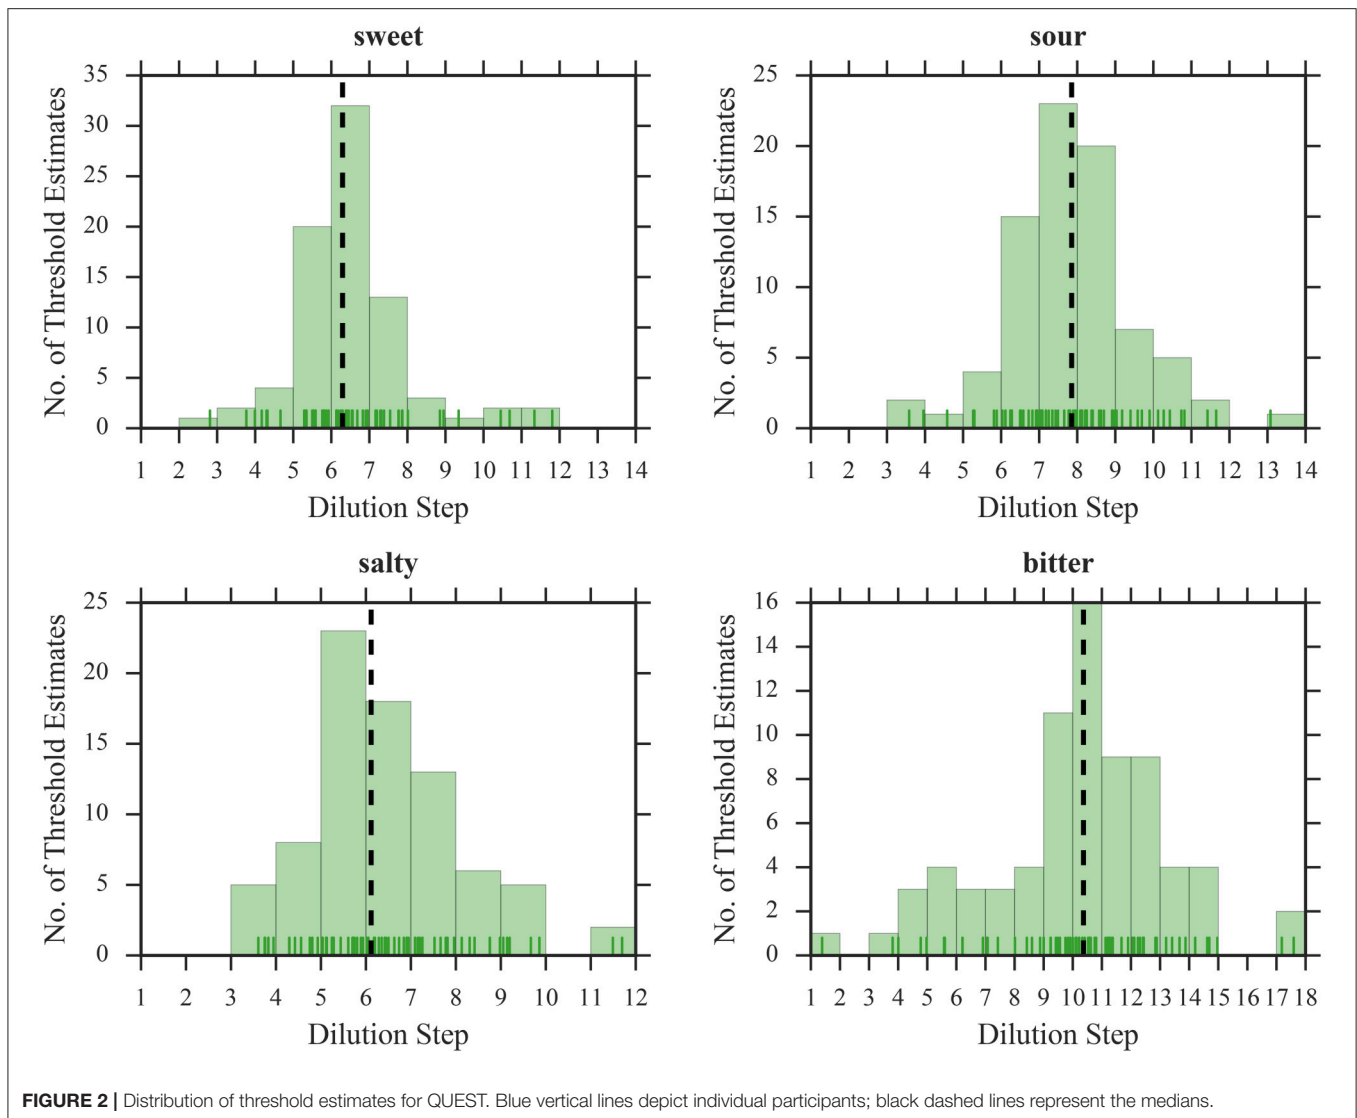 sweet
35
30
25
20
15
10
5
0
No. of Threshold Estimates
1 2 3 4 5 6 7 8 9 10 11 12 13 14
Dilution Step
sour
25
20
15
10
5
0
No. of Threshold Estimates
1 2 3 4 5 6 7 8 9 10 11 12 13 14
Dilution Step
salty
25
20
15
10
5
0
No. of Threshold Estimates
1 2 3 4 5 6 7 8 9 10 11 12
Dilution Step
bitter
16
14
12
10
8
6
4
2
0
No. of Threshold Estimates
1 2 3 4 5 6 7 8 9 10 11 12 13 14 15 16 17 18
Dilution Step
FIGURE 2 | Distribution of threshold estimates for QUEST. Blue vertical lines depict individual participants; black dashed lines represent the medians.